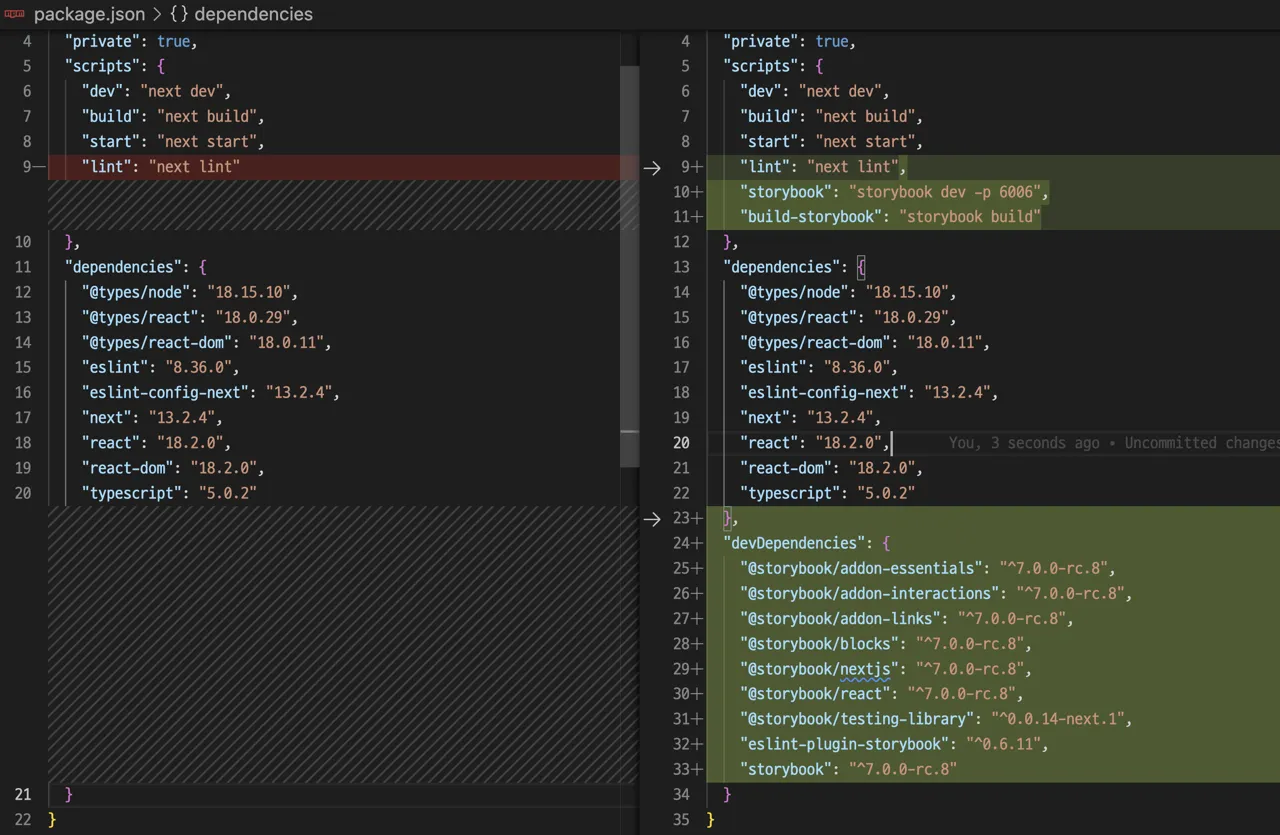 package.json > {} dependencies
4 "private": true,
5 "scripts": {
6 "dev": "next dev",
7 "build": "next build",
8 "start": "next start",
9— "lint": "next lint"
10 },
11 "dependencies": {
12 "@types/node": "18.15.10",
13 "@types/react": "18.0.29",
14 "@types/react-dom": "18.0.11",
15 "eslint": "8.36.0",
16 "eslint-config-next": "13.2.4",
17 "next": "13.2.4",
18 "react": "18.2.0",
19 "react-dom": "18.2.0",
20 "typescript": "5.0.2"
21 }
22 }
4 "private": true,
5 "scripts": {
6 "dev": "next dev",
7 "build": "next build",
8 "start": "next start",
→ 9+ "lint": "next lint",
10+ "storybook": "storybook dev -p 6006",
11+ "build-storybook": "storybook build"
12 },
13 "dependencies": {
14 "@types/node": "18.15.10",
15 "@types/react": "18.0.29",
16 "@types/react-dom": "18.0.11",
17 "eslint": "8.36.0",
18 "eslint-config-next": "13.2.4",
19 "next": "13.2.4",
20 "react": "18.2.0", You, 3 seconds ago • Uncommitted changes
21 "react-dom": "18.2.0",
22 "typescript": "5.0.2"
→ 23+ },
24+ "devDependencies": {
25+ "@storybook/addon-essentials": "^7.0.0-rc.8",
26+ "@storybook/addon-interactions": "^7.0.0-rc.8",
27+ "@storybook/addon-links": "^7.0.0-rc.8",
28+ "@storybook/blocks": "^7.0.0-rc.8",
29+ "@storybook/nextjs": "^7.0.0-rc.8",
30+ "@storybook/react": "^7.0.0-rc.8",
31+ "@storybook/testing-library": "^0.0.14-next.1",
32+ "eslint-plugin-storybook": "^0.6.11",
33+ "storybook": "^7.0.0-rc.8"
34 }
35 }